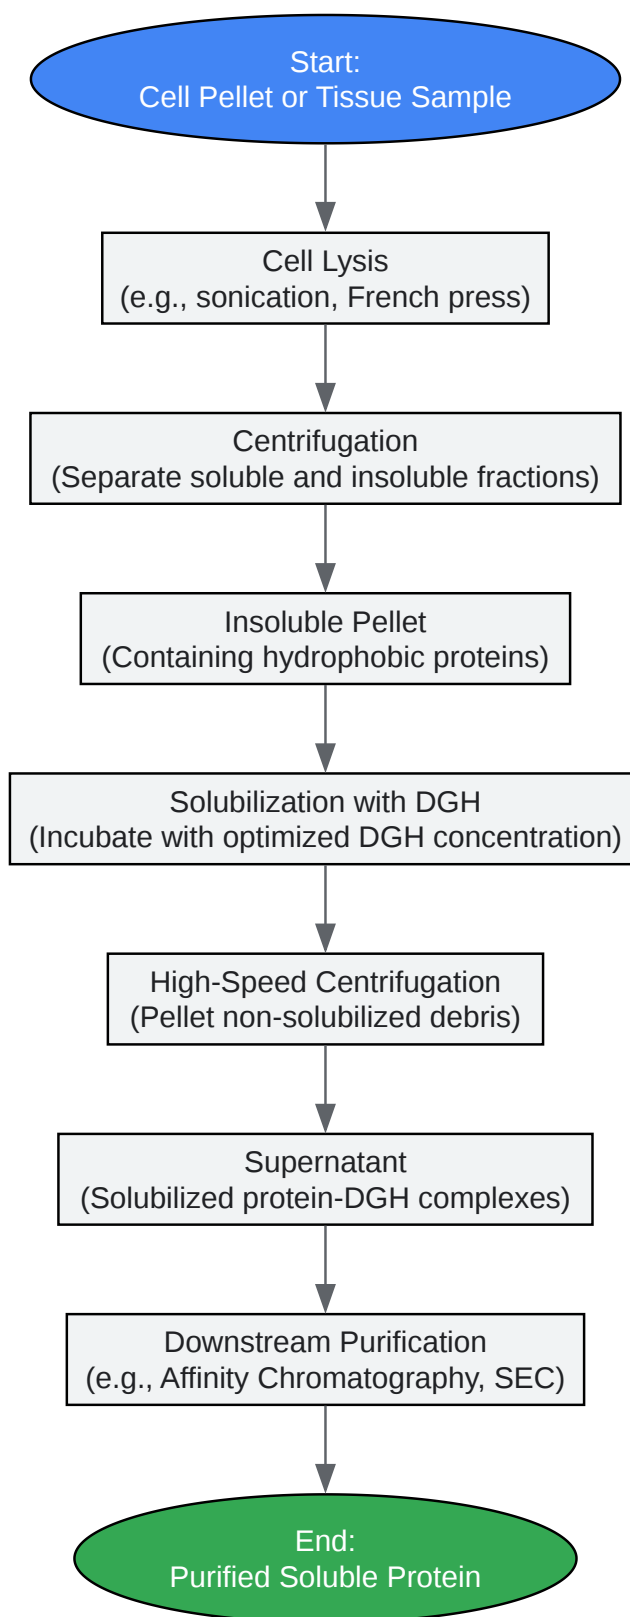 Start:
Cell Pellet or Tissue Sample
Cell Lysis
(e.g., sonication, French press)
Centrifugation
(Separate soluble and insoluble fractions)
Insoluble Pellet
(Containing hydrophobic proteins)
Solubilization with DGH
(Incubate with optimized DGH concentration)
High-Speed Centrifugation
(Pellet non-solubilized debris)
Supernatant
(Solubilized protein-DGH complexes)
Downstream Purification
(e.g., Affinity Chromatography, SEC)
End:
Purified Soluble Protein